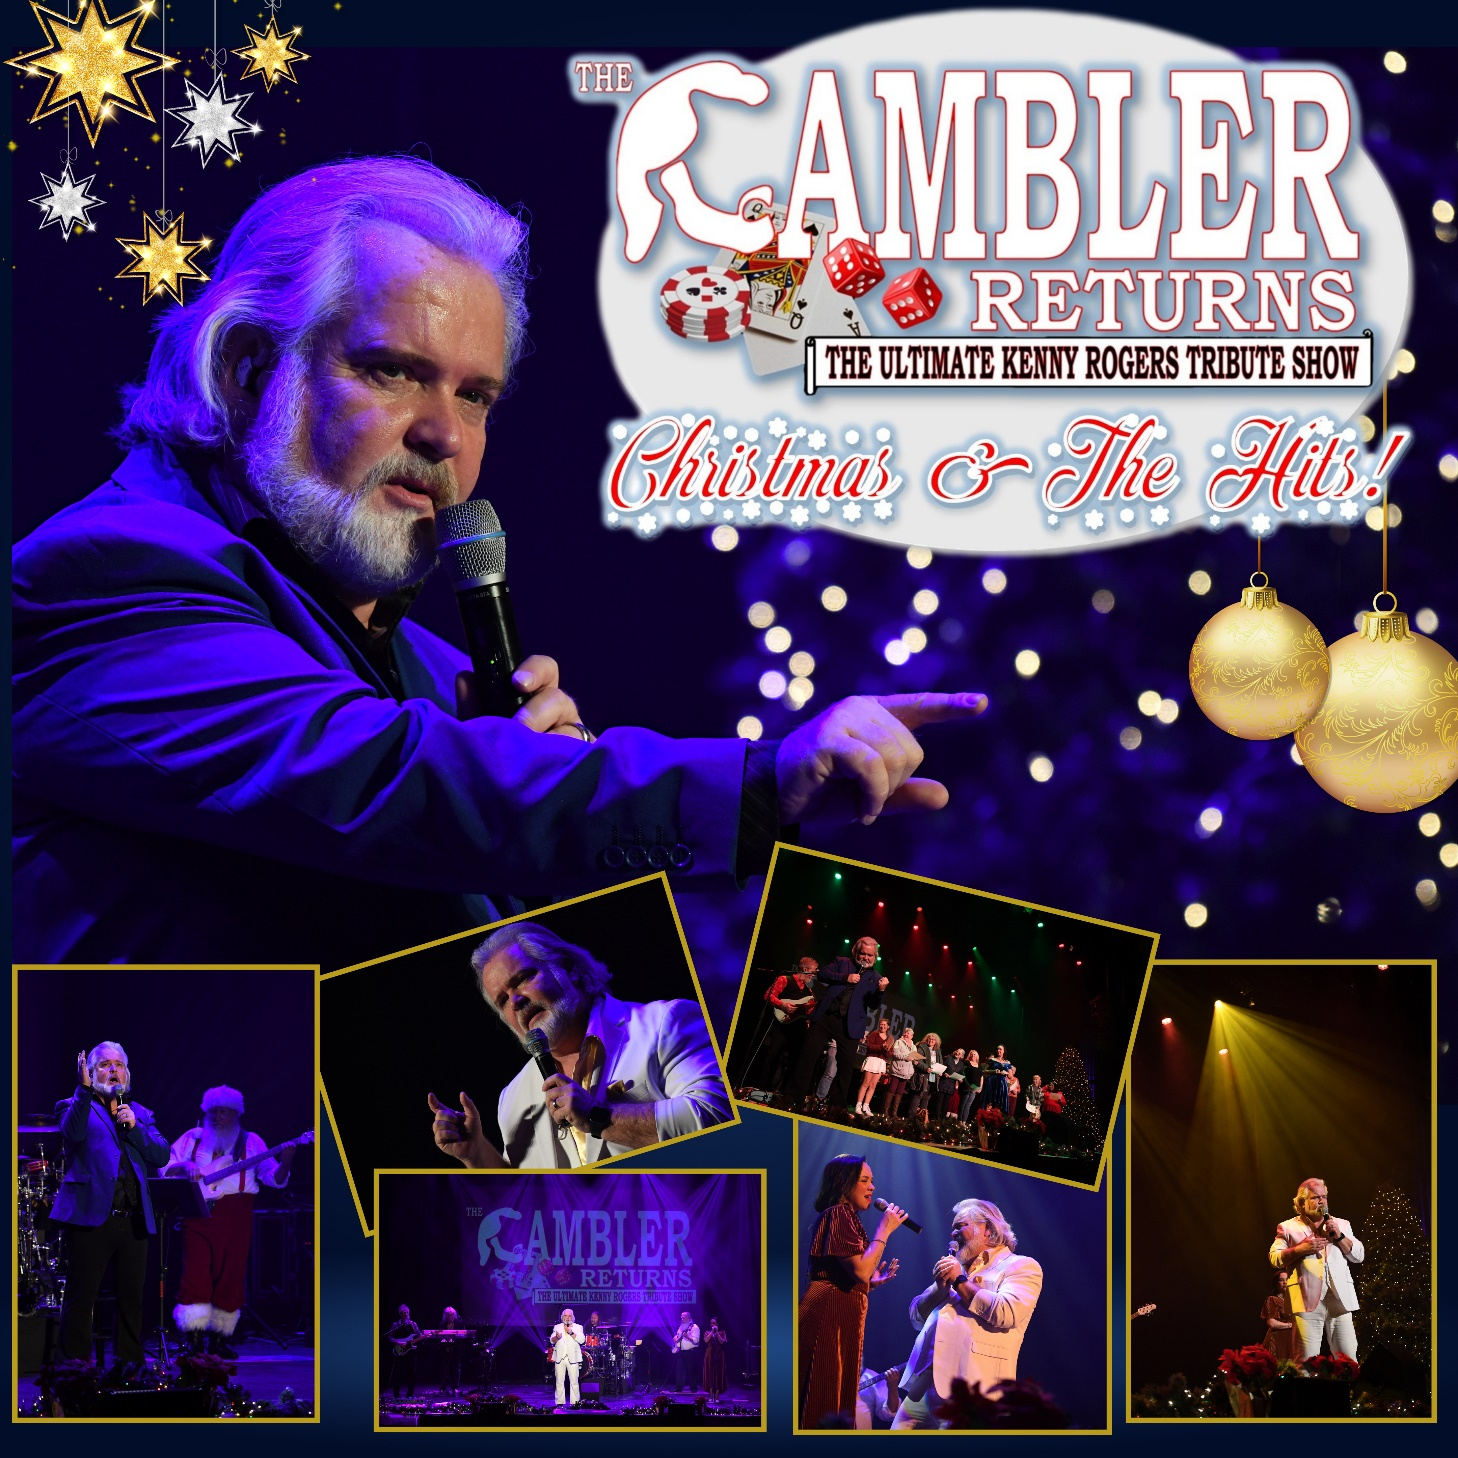 THE
GAMBLER
RETURNS
THE ULTIMATE KENNY ROGERS TRIBUTE SHOW
Christmas & The Hits!
BLER
THE
GAMBLER
RETURNS
THE ULTIMATE KENNY ROGERS TRIBUTE SHOW